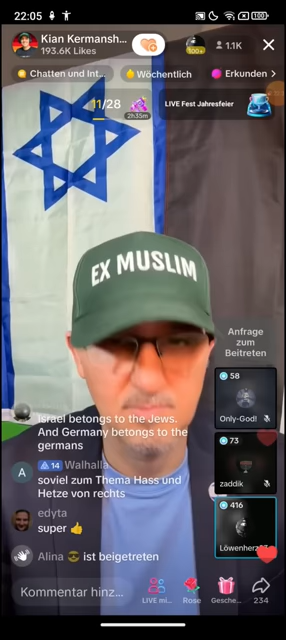 22:05
100
Kian Kermansh...
193.6K Likes
100+
1.1K
Chatten und Int...
Wöchentlich
Erkunden
11/28
2h35m
LIVE Fest Jahresfeier
EX MUSLIM
Anfrage
zum
Beitreten
58
Only-God!
73
zaddik
416
Israel belongs to the Jews.
And Germany belongs to the
germans
A
14 Walhalla
soviel zum Thema Hass und
Hetze von rechts
edyta
super 👍
Alina 😎 ist beigetreten
Kommentar hinz...
LIVE mi...
Rose
Gesche...
234